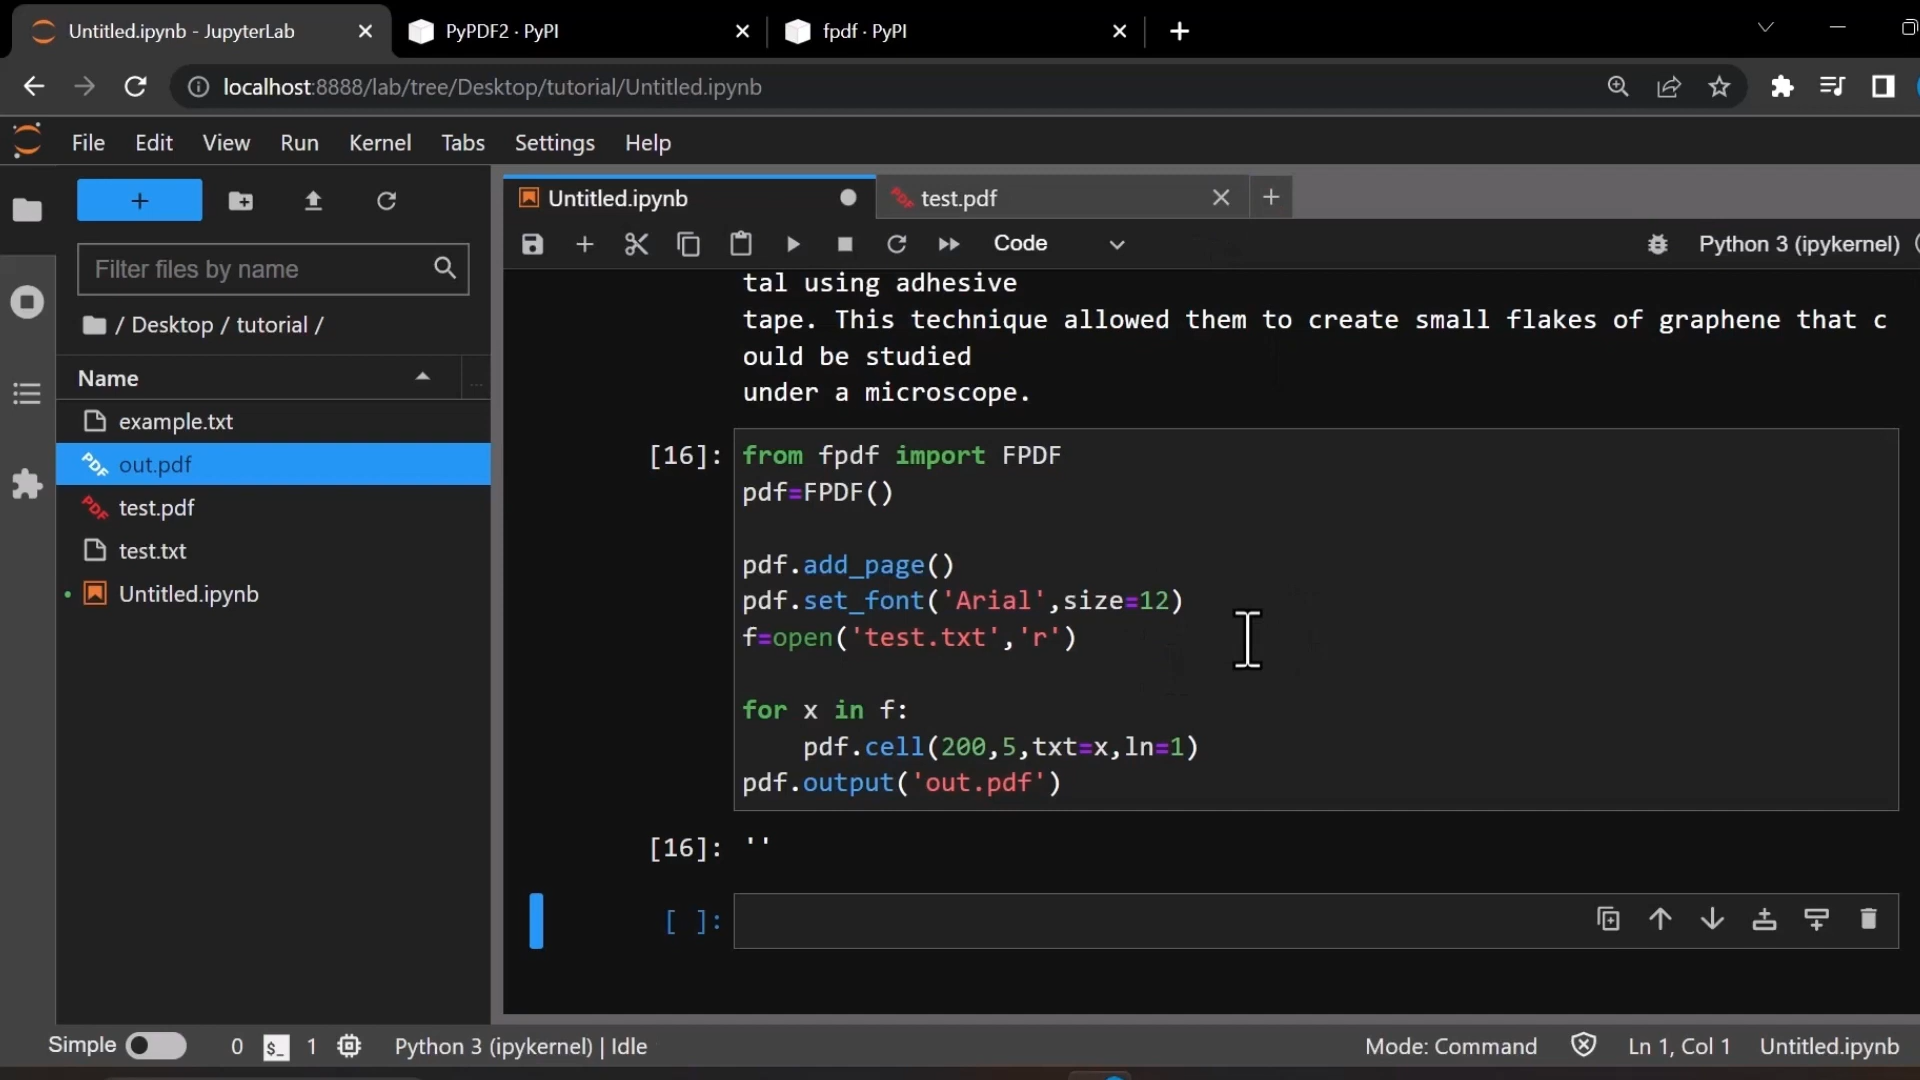 Untitled.ipynb - JupyterLab
PyPDF2 · PyPI
fpdf · PyPI
localhost:8888/lab/tree/Desktop/tutorial/Untitled.ipynb
File Edit View Run Kernel Tabs Settings Help
Untitled.ipynb
test.pdf
Code
Python 3 (ipykernel)
Filter files by name
/ Desktop / tutorial /
Name
example.txt
out.pdf
test.pdf
test.txt
Untitled.ipynb
tal using adhesive
tape. This technique allowed them to create small flakes of graphene that c
ould be studied
under a microscope.
[16]: from fpdf import FPDF
pdf=FPDF()
pdf.add_page()
pdf.set_font('Arial',size=12)
f=open('test.txt','r')
for x in f:
    pdf.cell(200,5,txt=x,ln=1)
pdf.output('out.pdf')
[16]: ''
[ ]:
Simple 0 $_ 1 Python 3 (ipykernel) | Idle
Mode: Command Ln 1, Col 1 Untitled.ipynb